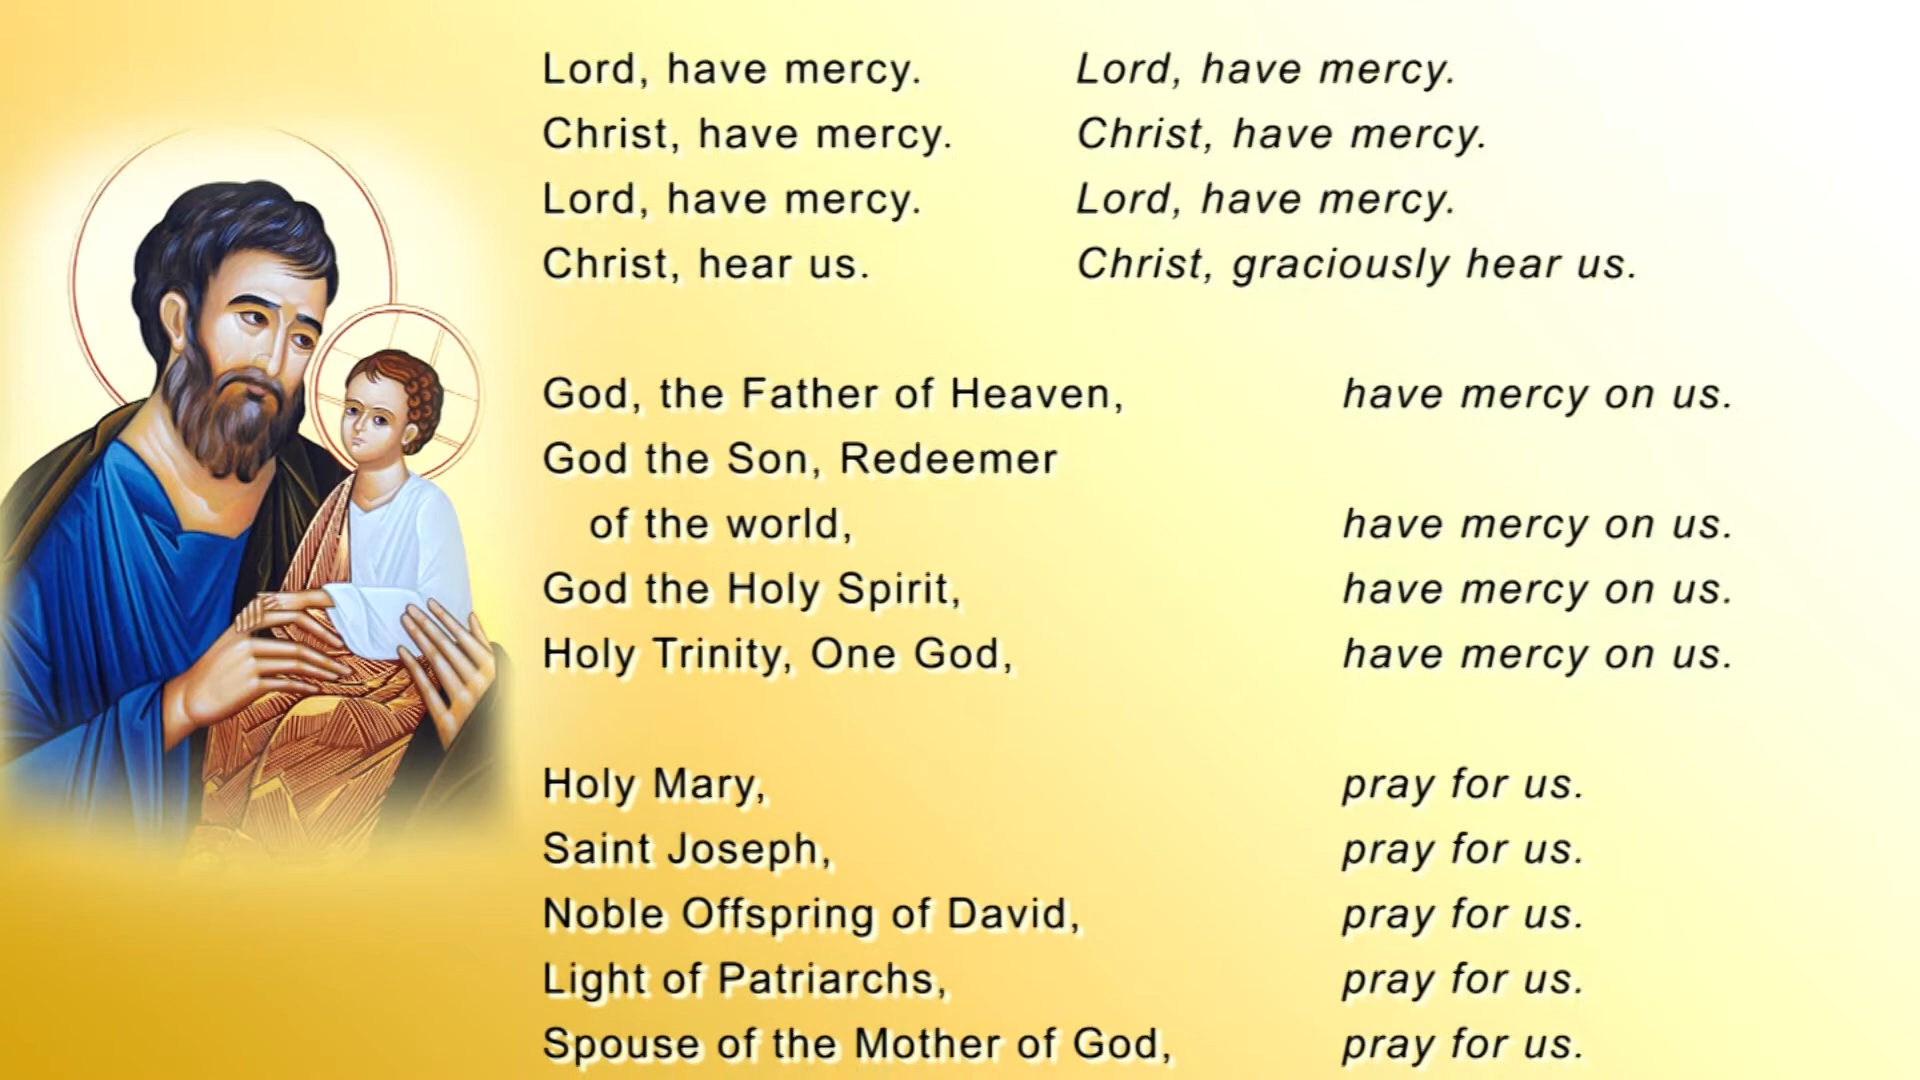 Lord, have mercy. Lord, have mercy.
Christ, have mercy. Christ, have mercy.
Lord, have mercy. Lord, have mercy.
Christ, hear us. Christ, graciously hear us.
God, the Father of Heaven, have mercy on us.
God the Son, Redeemer
of the world, have mercy on us.
God the Holy Spirit, have mercy on us.
Holy Trinity, One God, have mercy on us.
Holy Mary, pray for us.
Saint Joseph, pray for us.
Noble Offspring of David, pray for us.
Light of Patriarchs, pray for us.
Spouse of the Mother of God, pray for us.